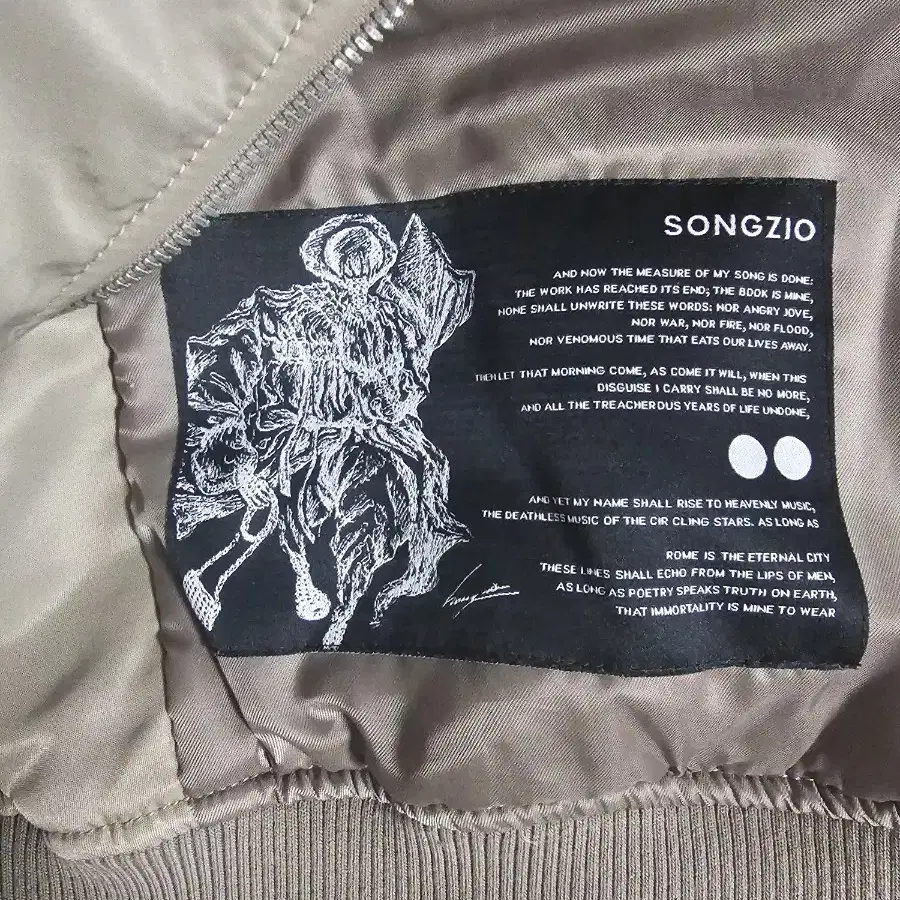 SONGZIO
AND NOW THE MEASURE OF MY SONG IS DONE:
THE WORK HAS REACHED ITS END; THE BOOK IS MINE,
NONE SHALL UNWRITE THESE WORDS: NOR ANGRY JOVE,
NOR WAR, NOR FIRE, NOR FLOOD,
NOR VENOMOUS TIME THAT EATS OUR LIVES AWAY.
THEN LET THAT MORNING COME, AS COME IT WILL, WHEN THIS
DISGUISE I CARRY SHALL BE NO MORE,
AND ALL THE TREACHEROUS YEARS OF LIFE UNDONE,
AND YET MY NAME SHALL RISE TO HEAVENLY MUSIC,
THE DEATHLESS MUSIC OF THE CIR CLING STARS. AS LONG AS
ROME IS THE ETERNAL CITY
THESE LINES SHALL ECHO FROM THE LIPS OF MEN,
AS LONG AS POETRY SPEAKS TRUTH ON EARTH,
THAT IMMORTALITY IS MINE TO WEAR